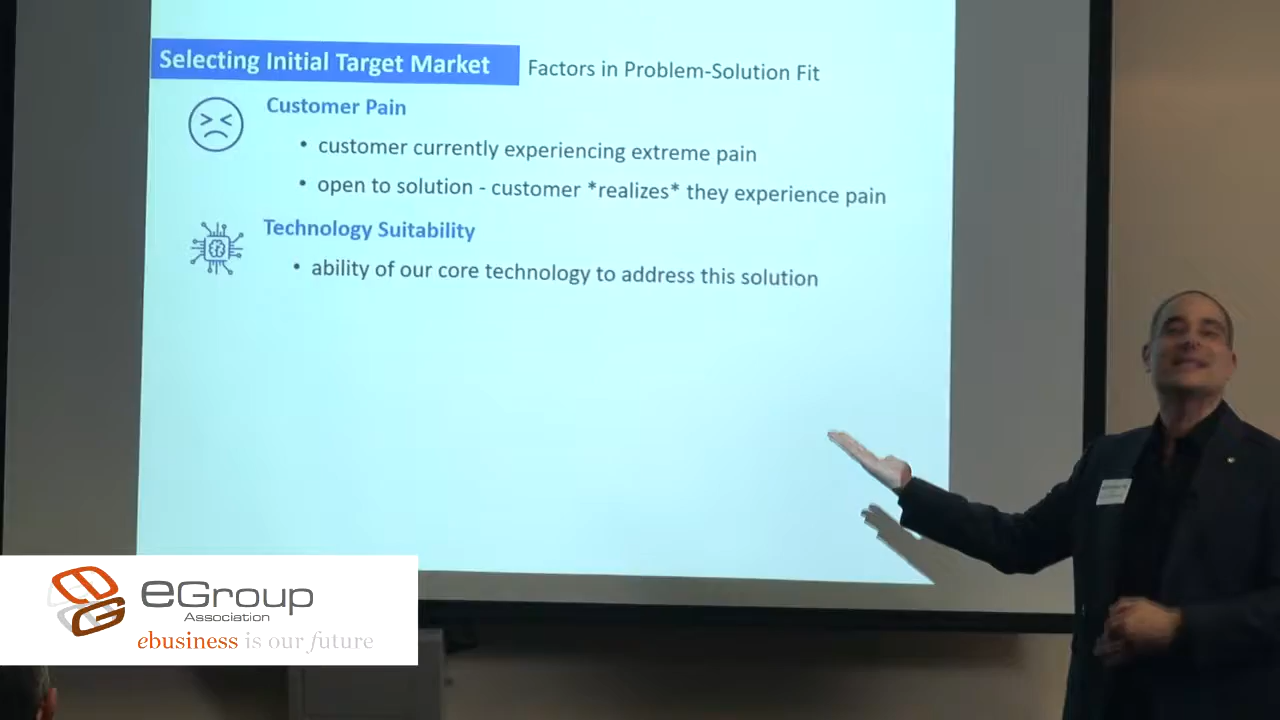 Selecting Initial Target Market
Factors in Problem-Solution Fit
Customer Pain
• customer currently experiencing extreme pain
• open to solution - customer *realizes* they experience pain
Technology Suitability
• ability of our core technology to address this solution
eGroup
Association
ebusiness is our future